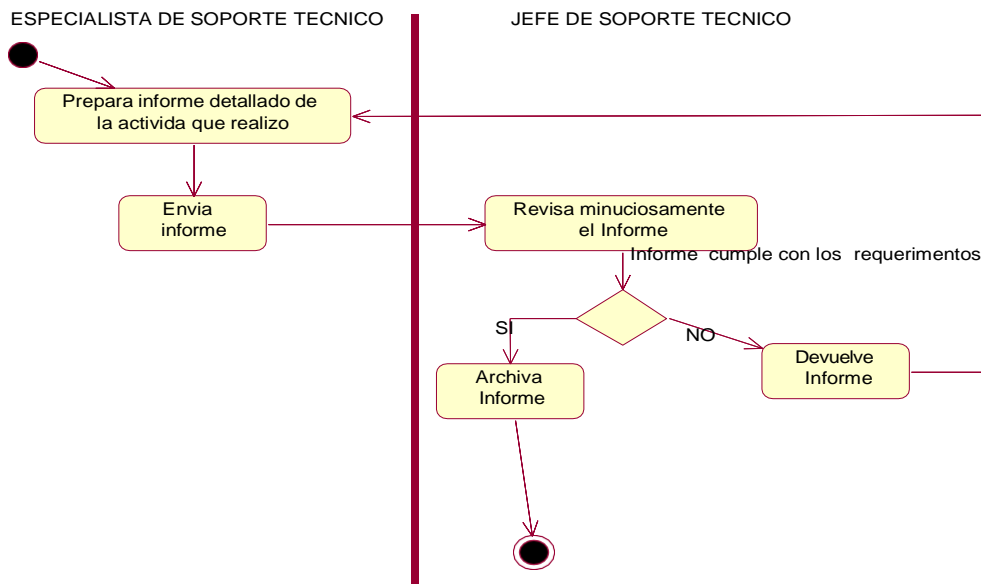 ESPECIALISTA DE SOPORTE TECNICO
JEFE DE SOPORTE TECNICO
Prepara informe detallado de
la activida que realizo
Envia
informe
Revisa minuciosamente
el Informe
Informe cumple con los requerimentos
SI
NO
Archiva
Informe
Devuelve
Informe